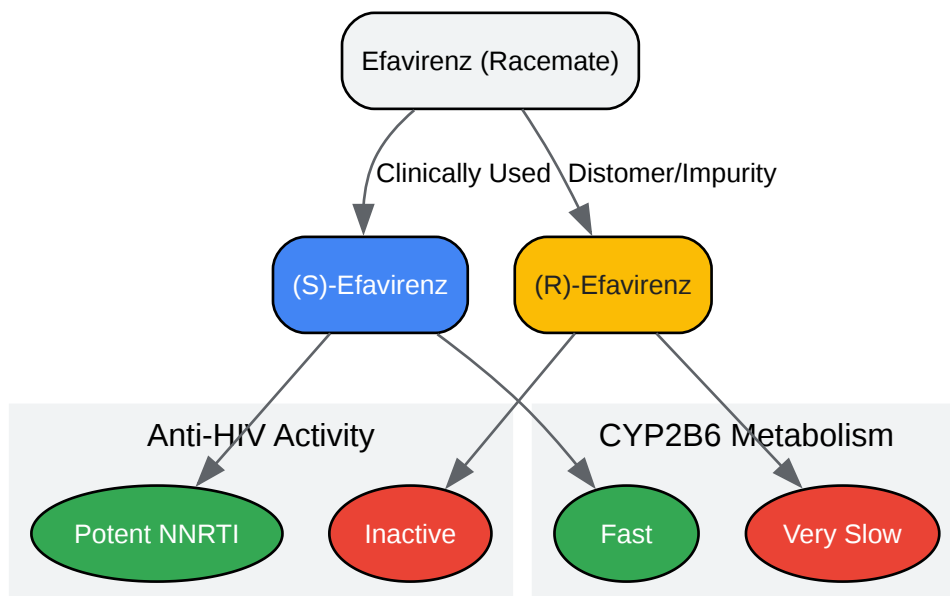 Efavirenz (Racemate)
Clinically Used
Distomer/Impurity
(S)-Efavirenz
(R)-Efavirenz
Anti-HIV Activity
CYP2B6 Metabolism
Potent NNRTI
Inactive
Fast
Very Slow